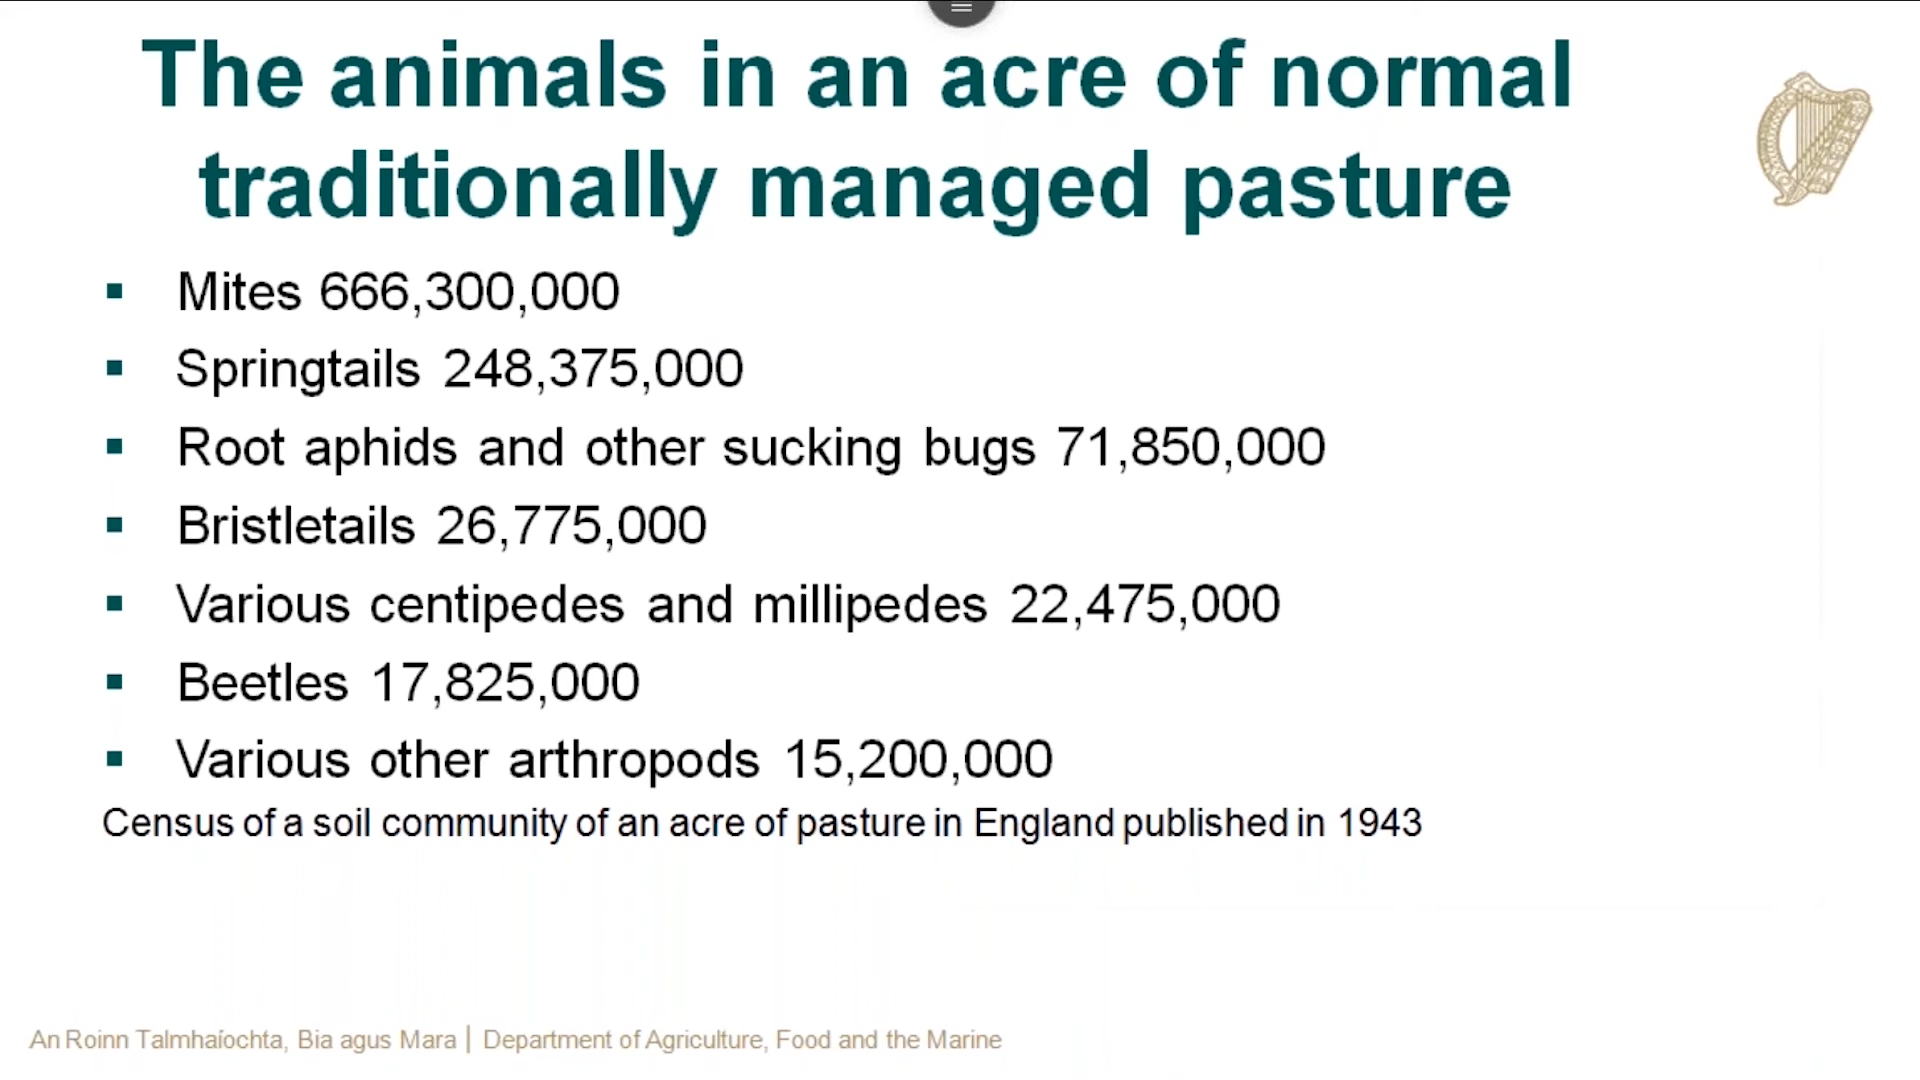 The animals in an acre of normal
traditionally managed pasture
▪ Mites 666,300,000
▪ Springtails 248,375,000
▪ Root aphids and other sucking bugs 71,850,000
▪ Bristletails 26,775,000
▪ Various centipedes and millipedes 22,475,000
▪ Beetles 17,825,000
▪ Various other arthropods 15,200,000
Census of a soil community of an acre of pasture in England published in 1943
An Roinn Talmhaíochta, Bia agus Mara | Department of Agriculture, Food and the Marine